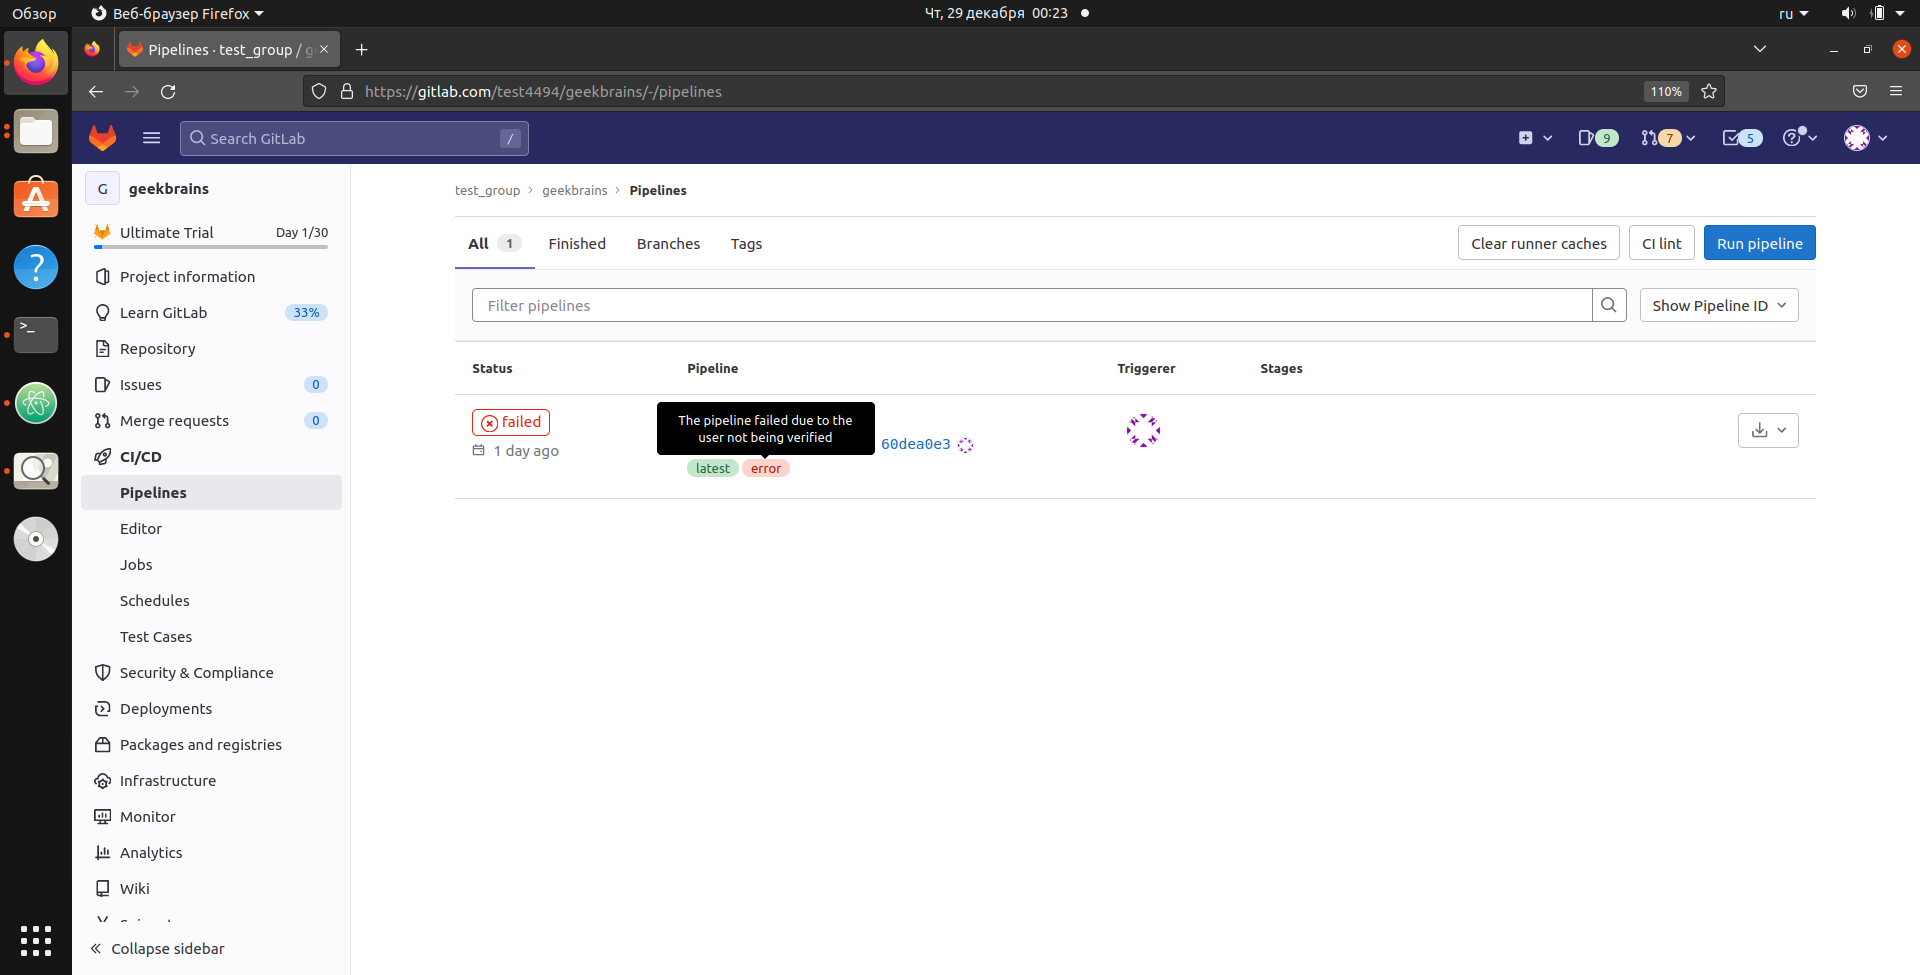 Обзор
Веб-браузер Firefox
Чт, 29 декабря 00:23
ru
Pipelines · test_group / g
https://gitlab.com/test4494/geekbrains/-/pipelines
110%
Search GitLab
/
9
7
5
G
geekbrains
Ultimate Trial
Day 1/30
Project information
Learn GitLab
33%
Repository
Issues
0
Merge requests
0
CI/CD
Pipelines
Editor
Jobs
Schedules
Test Cases
Security & Compliance
Deployments
Packages and registries
Infrastructure
Monitor
Analytics
Wiki
Collapse sidebar
test_group
geekbrains
Pipelines
All 1
Finished
Branches
Tags
Clear runner caches
CI lint
Run pipeline
Filter pipelines
Show Pipeline ID
Status
Pipeline
Triggerer
Stages
failed
1 day ago
The pipeline failed due to the
user not being verified
60dea0e3
latest
error